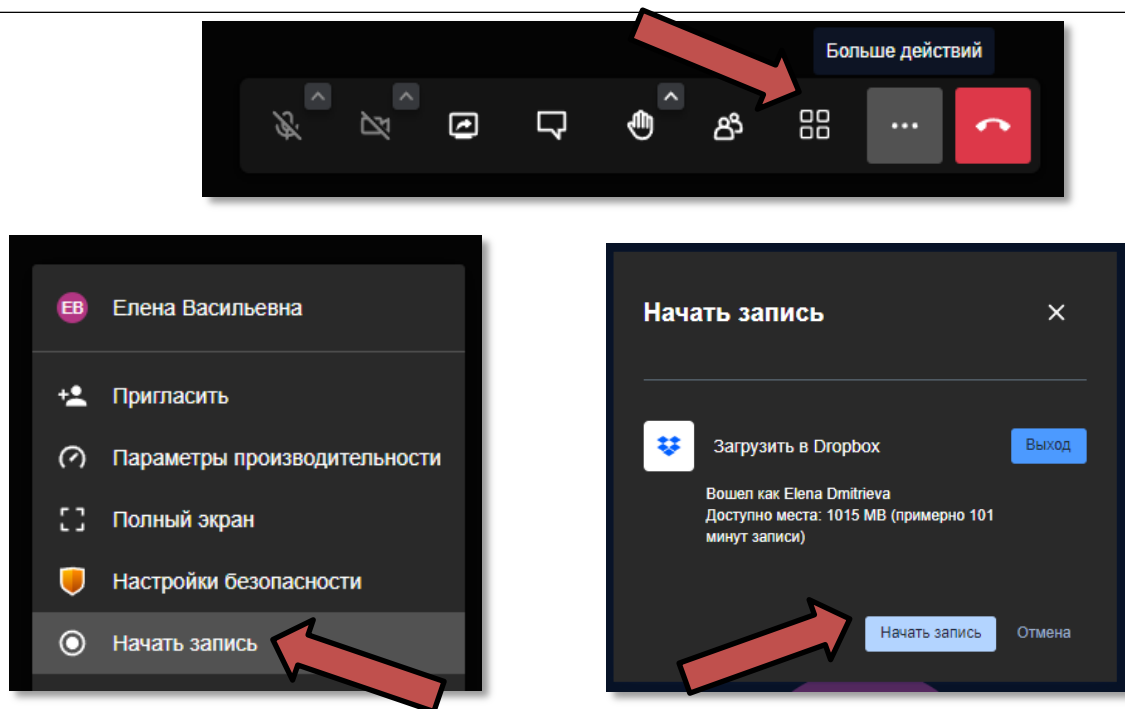 Больше действий
ЕВ
Елена Васильевна
Пригласить
Параметры производительности
Полный экран
Настройки безопасности
Начать запись
Начать запись
Загрузить в Dropbox
Выход
Вошел как Elena Dmitrieva
Доступно места: 1015 MB (примерно 101
минут записи)
Начать запись
Отмена